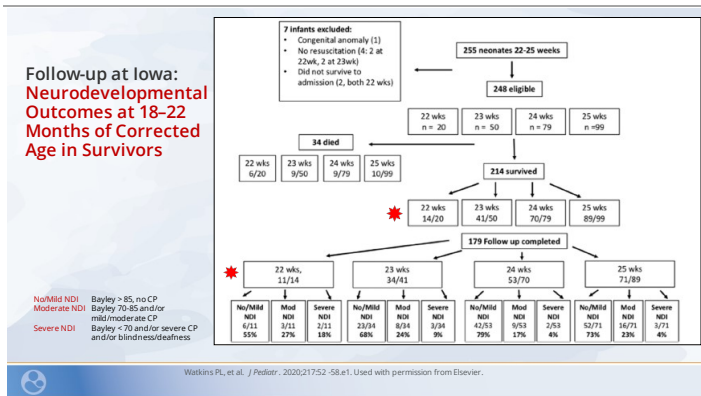 Follow-up at Iowa:
Neurodevelopmental
Outcomes at 18–22
Months of Corrected
Age in Survivors
7 infants excluded:
• Congenital anomaly (1)
• No resuscitation (4: 2 at
22wk, 2 at 23wk)
• Did not survive to
admission (2, both 22 wks)
255 neonates 22-25 weeks
248 eligible
22 wks
n = 20
23 wks
n = 50
24 wks
n = 79
25 wks
n =99
34 died
22 wks
6/20
23 wks
9/50
24 wks
9/79
25 wks
10/99
214 survived
22 wks
14/20
23 wks
41/50
24 wks
70/79
25 wks
89/99
179 Follow up completed
22 wks,
11/14
23 wks
34/41
24 wks
53/70
25 wks
71/89
No/Mild
NDI
6/11
55%
Mod
NDI
3/11
27%
Severe
NDI
2/11
18%
No/Mild
NDI
23/34
68%
Mod
NDI
8/34
24%
Severe
NDI
3/34
9%
No/Mild
NDI
42/53
79%
Mod
NDI
9/53
17%
Severe
NDI
2/53
4%
No/Mild
NDI
52/71
73%
Mod
NDI
16/71
23%
Severe
NDI
3/71
4%
No/Mild NDI Bayley > 85, no CP
Moderate NDI Bayley 70-85 and/or
mild/moderate CP
Severe NDI Bayley < 70 and/or severe CP
and/or blindness/deafness
Watkins PL, et al. J Pediatr. 2020;217:52 -58.e1. Used with permission from Elsevier.